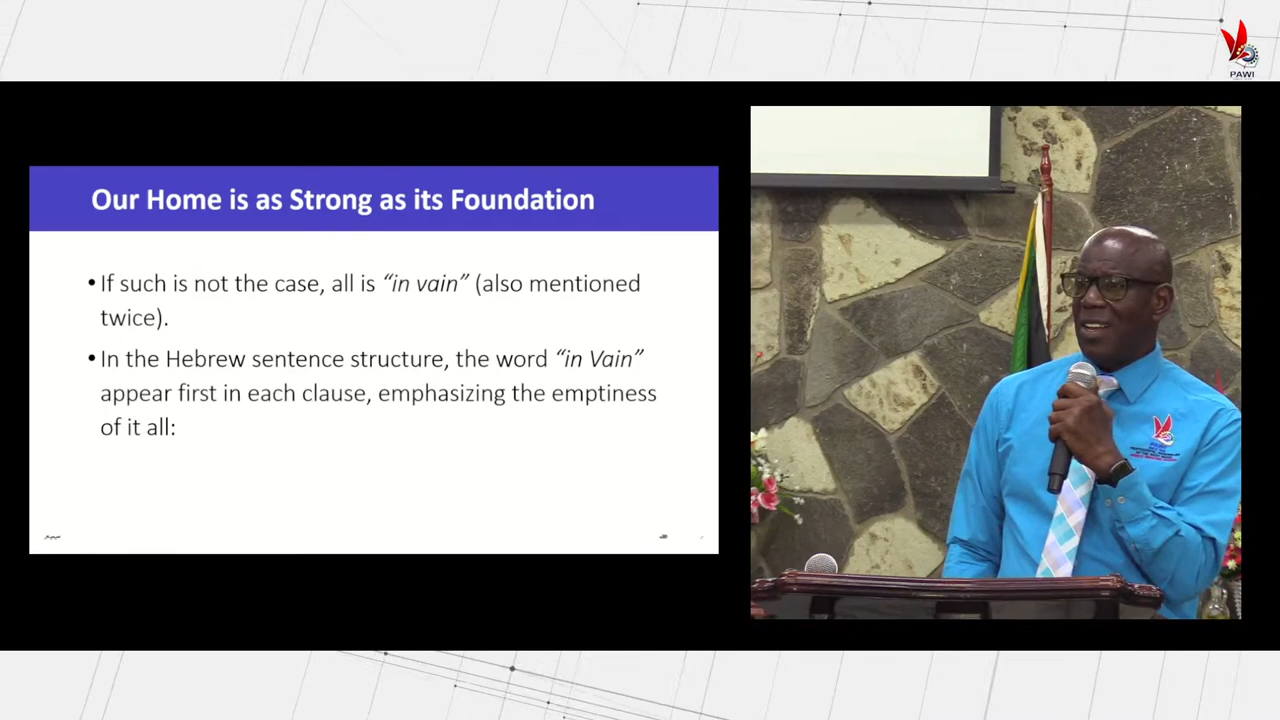 PAWI
Our Home is as Strong as its Foundation
• If such is not the case, all is “in vain” (also mentioned
twice).
• In the Hebrew sentence structure, the word “in Vain”
appear first in each clause, emphasizing the emptiness
of it all: